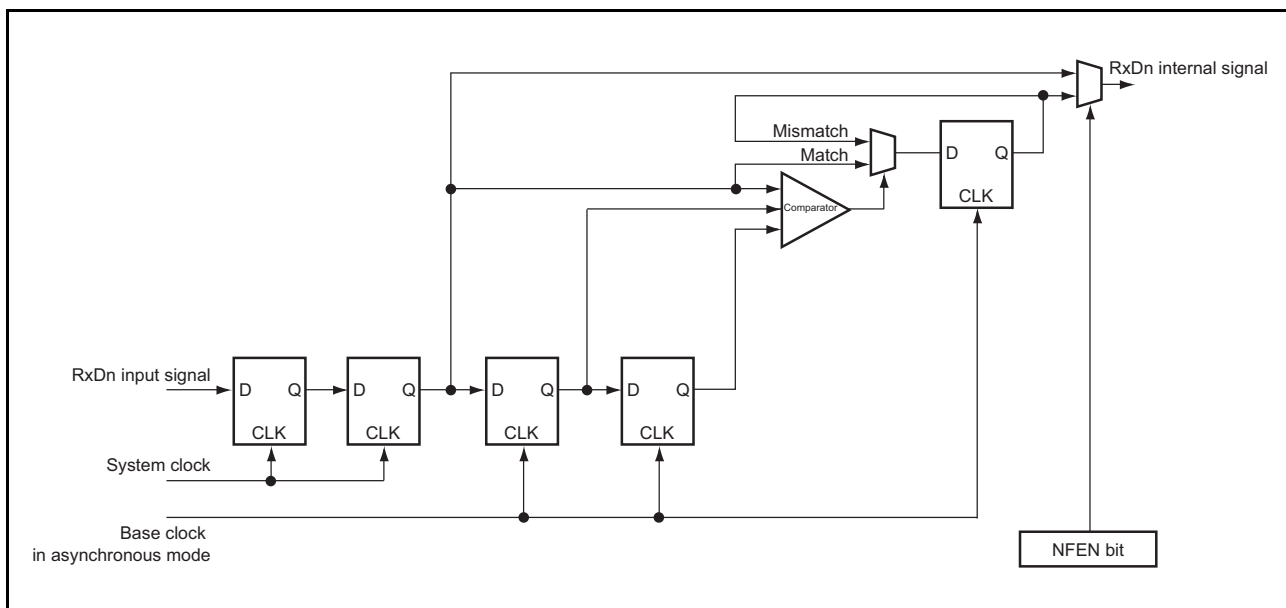 RxDn internal signal
Mismatch
Match
D Q
CLK
Comparator
RxDn input signal
D Q
CLK
D Q
CLK
D Q
CLK
D Q
CLK
System clock
Base clock
in asynchronous mode
NFEN bit